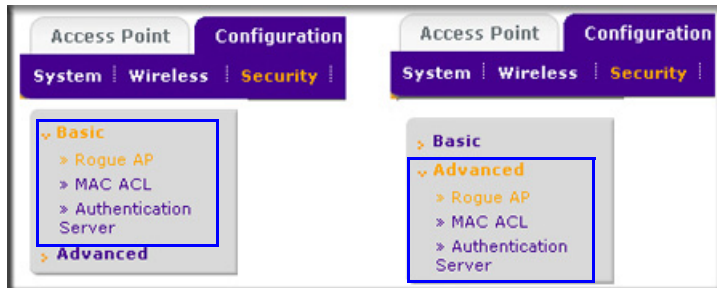 Access Point Configuration
System Wireless Security
Basic
» Rogue AP
» MAC ACL
» Authentication
Server
Advanced
Access Point Configuration
System Wireless Security
Basic
Advanced
» Rogue AP
» MAC ACL
» Authentication
Server